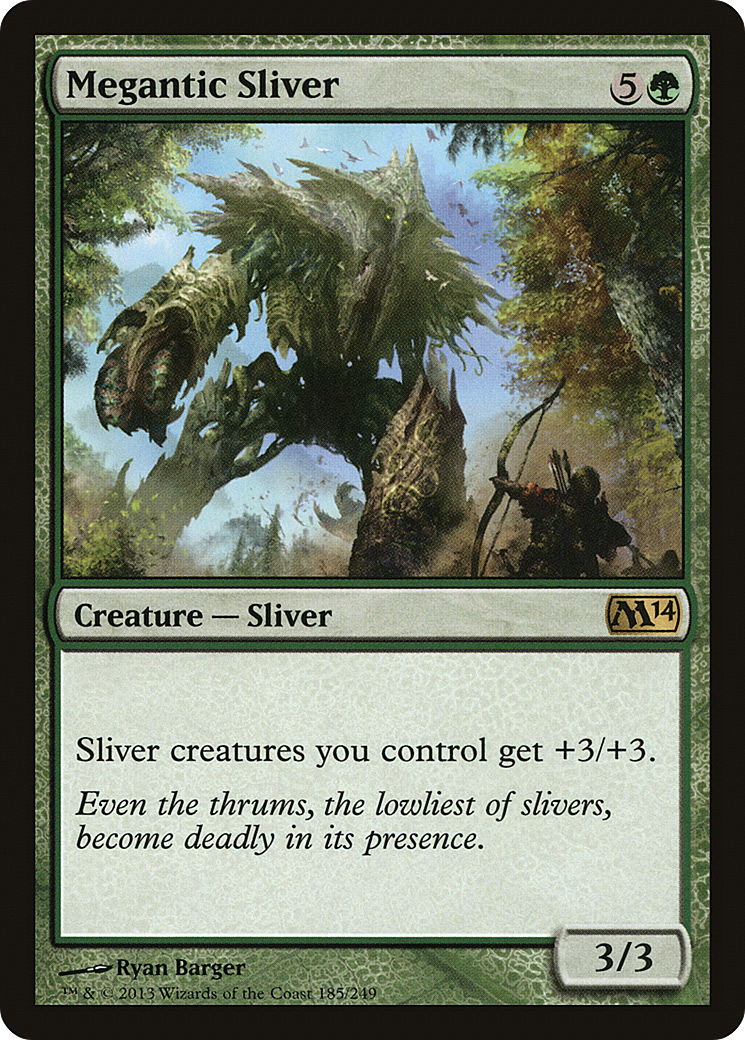 Megantic Sliver 5
Creature — Sliver M14
Sliver creatures you control get +3/+3.
Even the thrums, the lowliest of slivers,
become deadly in its presence.
3/3
Ryan Barger
™ & © 2013 Wizards of the Coast 185/249